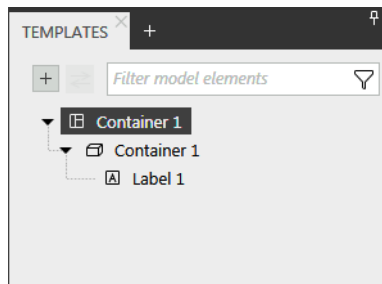 TEMPLATES
Filter model elements
Container 1
Container 1
A Label 1